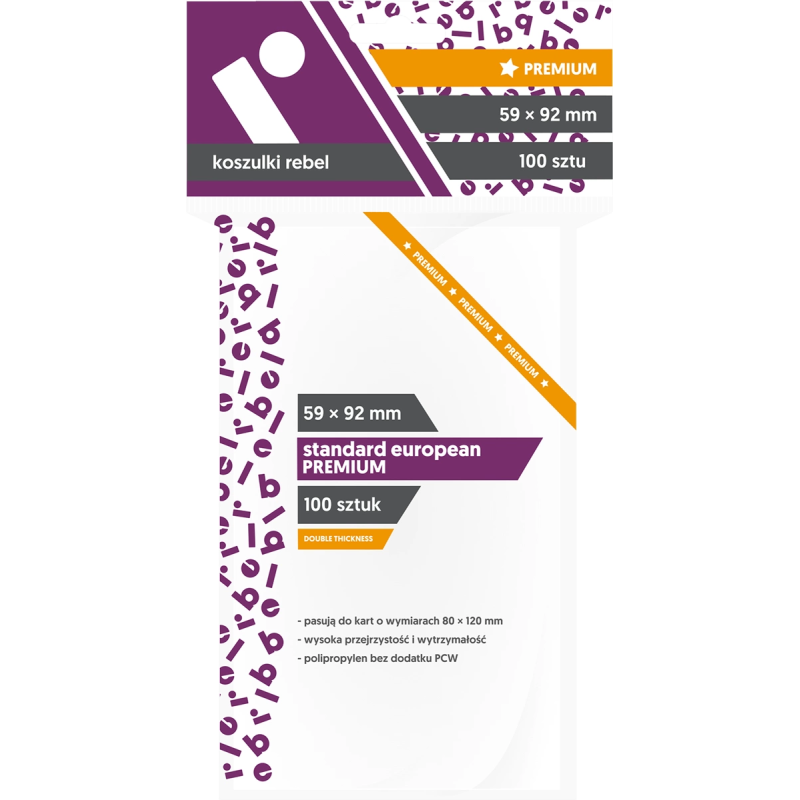 PREMIUM
59 × 92 mm
100 sztu
koszulki rebel
PREMIUM PREMIUM PREMIUM
59 × 92 mm
standard european
PREMIUM
100 sztuk
DOUBLE THICKNESS
- pasują do kart o wymiarach 80 × 120 mm
- wysoka przejrzystość i wytrzymałość
- polipropylen bez dodatku PCW